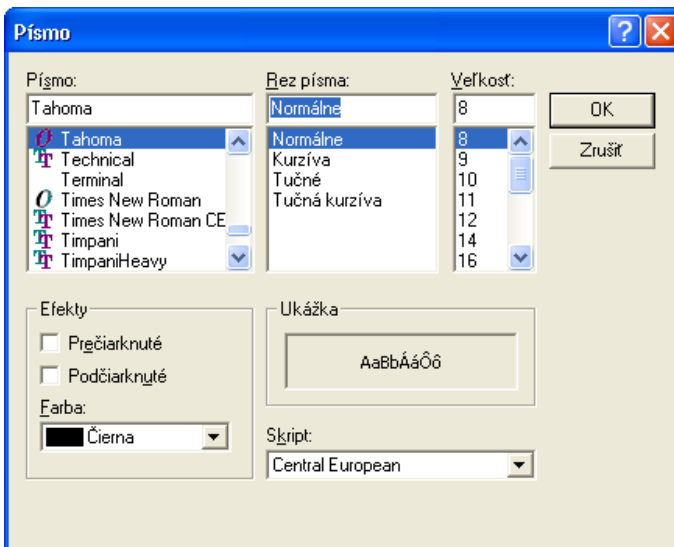 Písmo
Písmo:
Tahoma
Tahoma
Technical
Terminal
Times New Roman
Times New Roman CE
Timpani
TimpaniHeavy
Rez písma:
Normálne
Normálne
Kurzíva
Tučné
Tučná kurzíva
Veľkosť:
8
8
9
10
11
12
14
16
OK
Zrušiť
Efekty
Prečiarknuté
Podčiarknuté
Farba:
Čierna
Ukážka
AaBbÁáÔô
Skript:
Central European